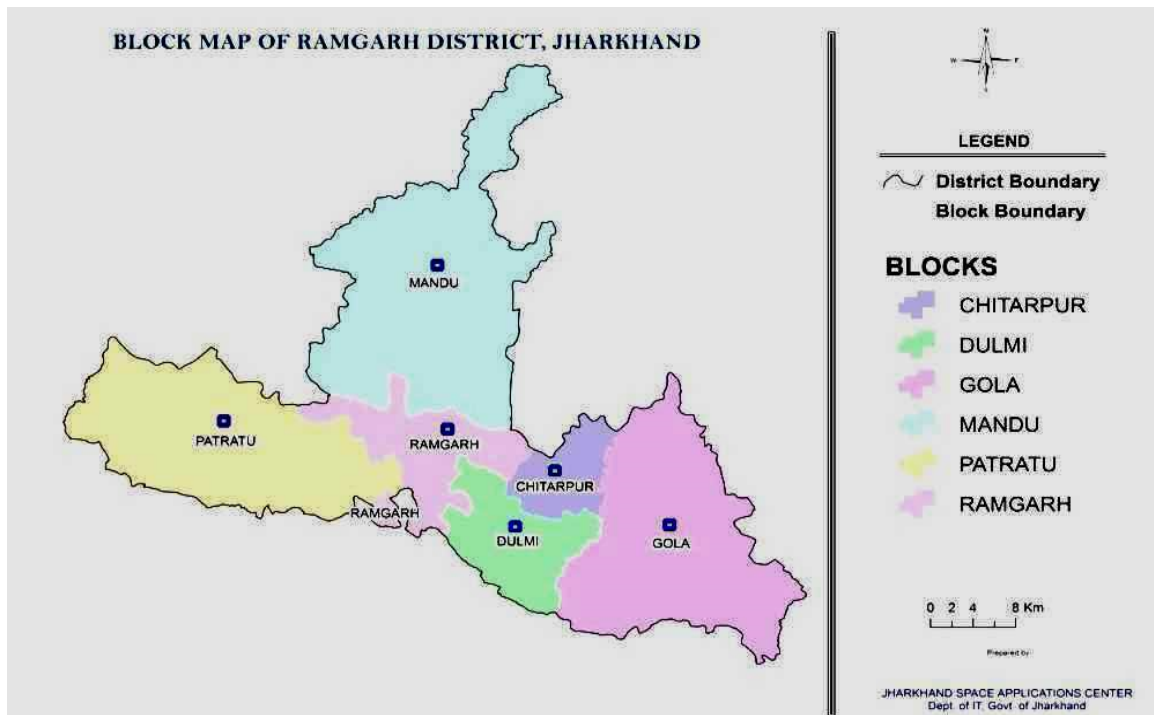 BLOCK MAP OF RAMGARH DISTRICT, JHARKHAND
N
W
S
LEGEND
District Boundary
Block Boundary
BLOCKS
CHITARPUR
DULMI
GOLA
MANDU
PATRATU
RAMGARH
MANDU
PATRATU
RAMGARH
CHITARPUR
RAMGARH
DULMI
GOLA
0 2 4 8 Km
Prepared by
JHARKHAND SPACE APPLICATIONS CENTER
Dept. of IT, Govt. of Jharkhand